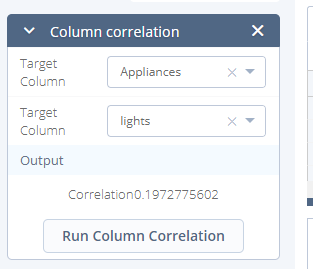 Column correlation
Target
Column
Appliances
Target
Column
lights
Output
Correlation0.1972775602
Run Column Correlation